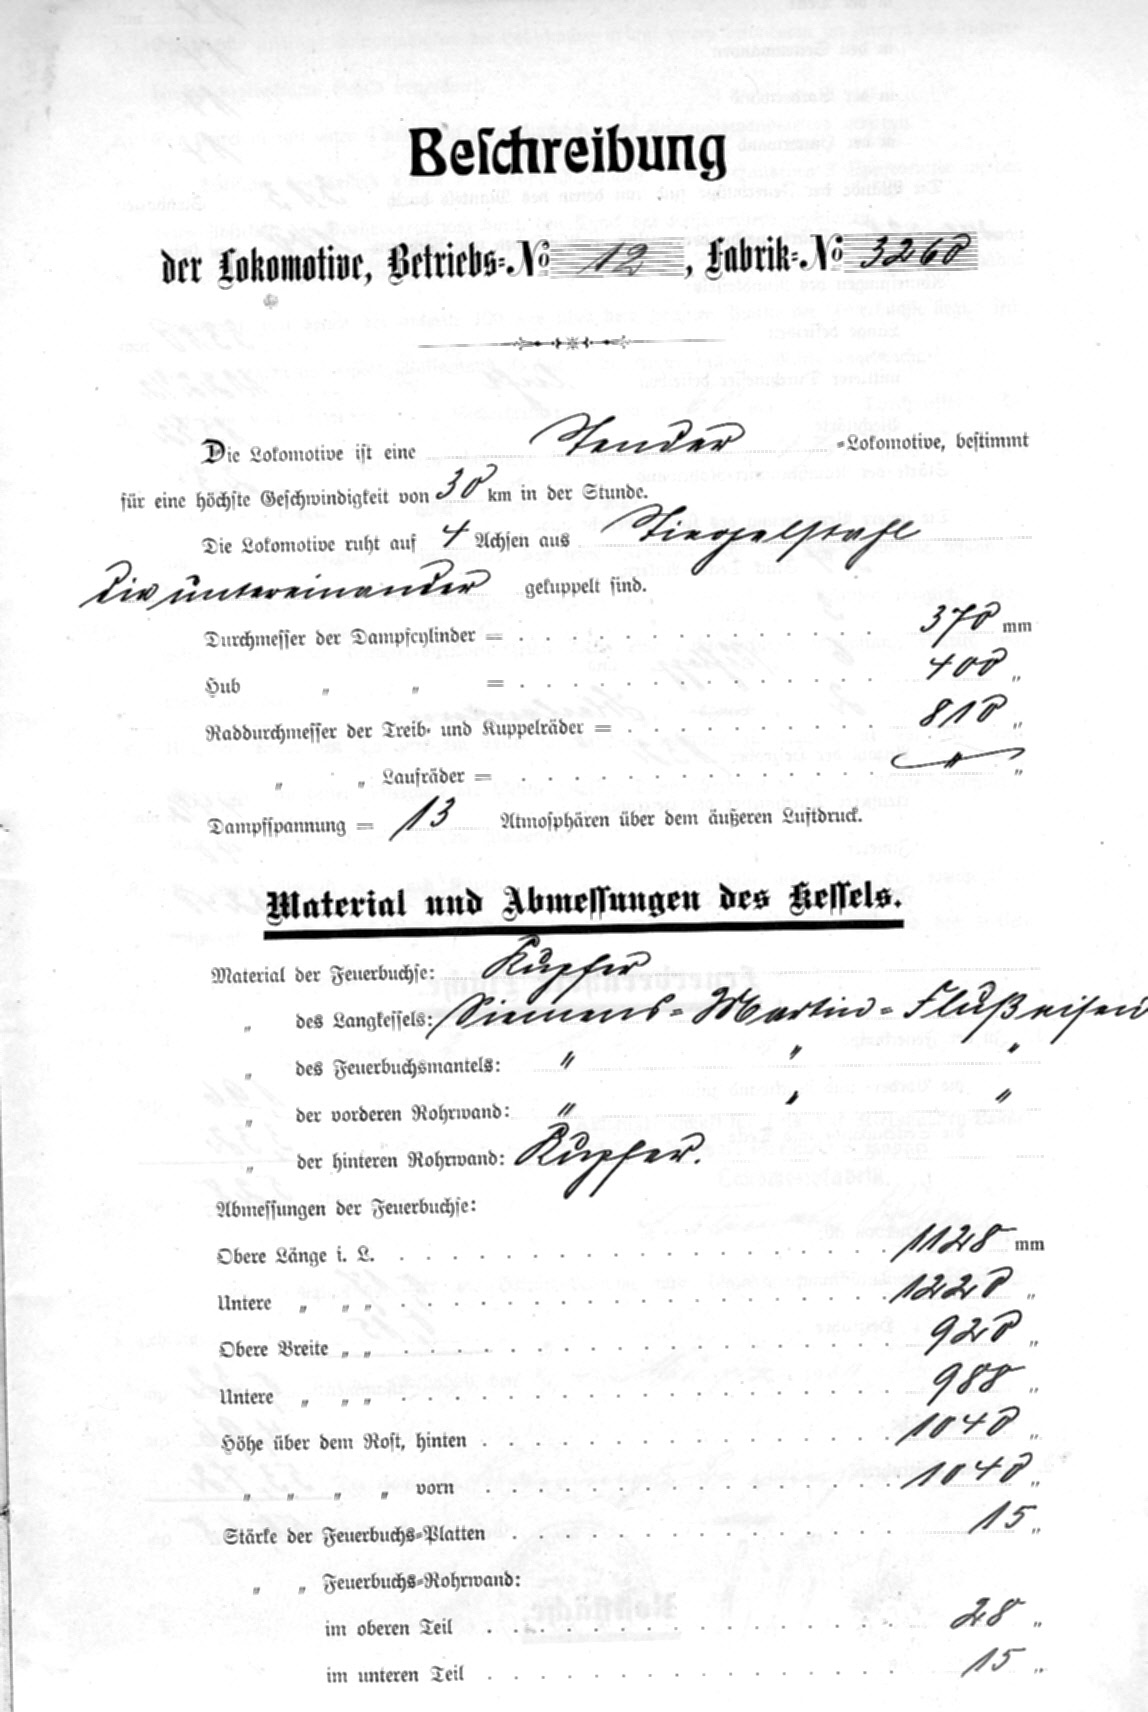 Beschreibung
der Lokomotive, Betriebs-No 12, Fabrik-No 3260
Die Lokomotive ist eine Tender -Lokomotive, bestimmt
für eine höchste Geschwindigkeit von 30 km in der Stunde.
Die Lokomotive ruht auf 4 Achsen aus Tiegelstahl
die untereinander gekuppelt sind.
Durchmesser der Dampfcylinder = 370 mm
Hub " " = 400 "
Raddurchmesser der Treib- und Kuppelräder = 810 "
" " Laufräder = " "
Dampfspannung = 13 Atmosphären über dem äußeren Luftdruck.
Material und Abmessungen des Kessels.
Material der Feuerbuchse: Kupfer
" des Langkessels: Siemens-Martin-Flußeisen
" des Feuerbuchsmantels: " " "
" der vorderen Rohrwand: " " "
" der hinteren Rohrwand: Kupfer.
Abmessungen der Feuerbuchse:
Obere Länge i. L. 1128 mm
Untere " " " 1220 "
Obere Breite " " 920 "
Untere " " " 988 "
Höhe über dem Rost, hinten 1040 "
" " " " vorn 1040 "
Stärke der Feuerbuchs-Platten 15 "
" " Feuerbuchs-Rohrwand:
im oberen Teil 28 "
im unteren Teil 15 "